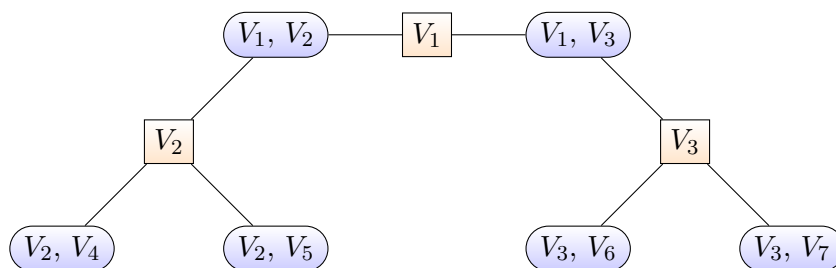 V₁, V₂ V₁ V₁, V₃
V₂ V₃
V₂, V₄ V₂, V₅ V₃, V₆ V₃, V₇